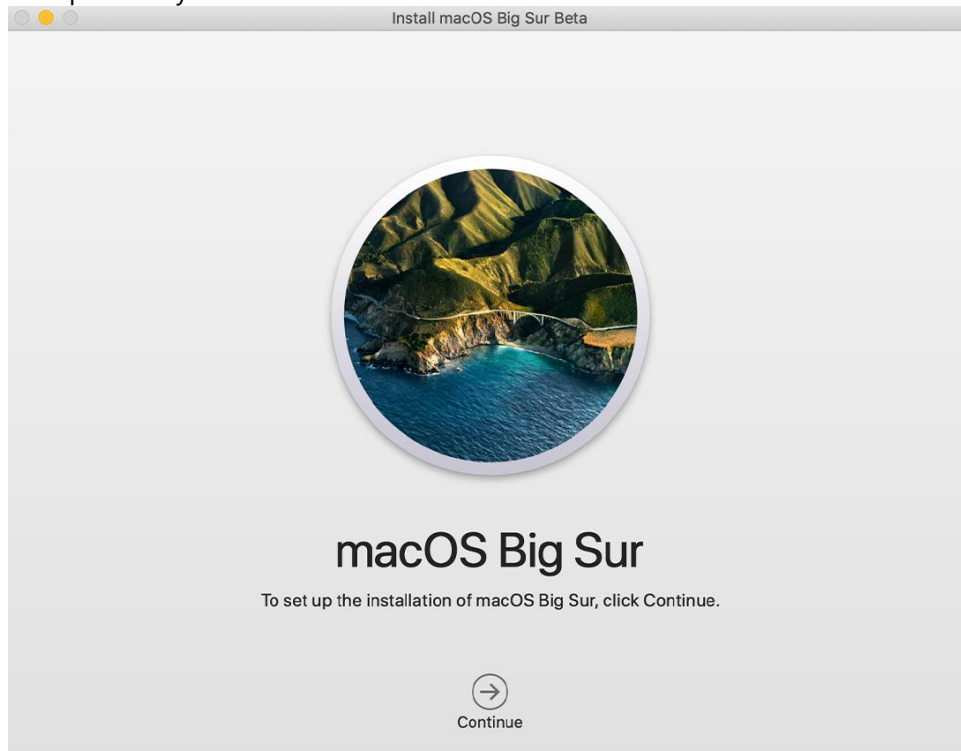 Install macOS Big Sur Beta
macOS Big Sur
To set up the installation of macOS Big Sur, click Continue.
Continue